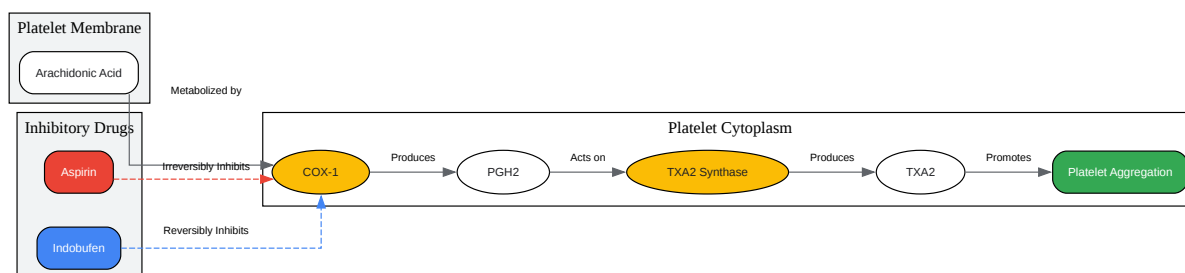 Platelet Membrane
Arachidonic Acid
Metabolized by
Inhibitory Drugs
Platelet Cytoplasm
Aspirin
Irreversibly Inhibits
COX-1
Produces
PGH2
Acts on
TXA2 Synthase
Produces
TXA2
Promotes
Platelet Aggregation
Reversibly Inhibits
Indobufen